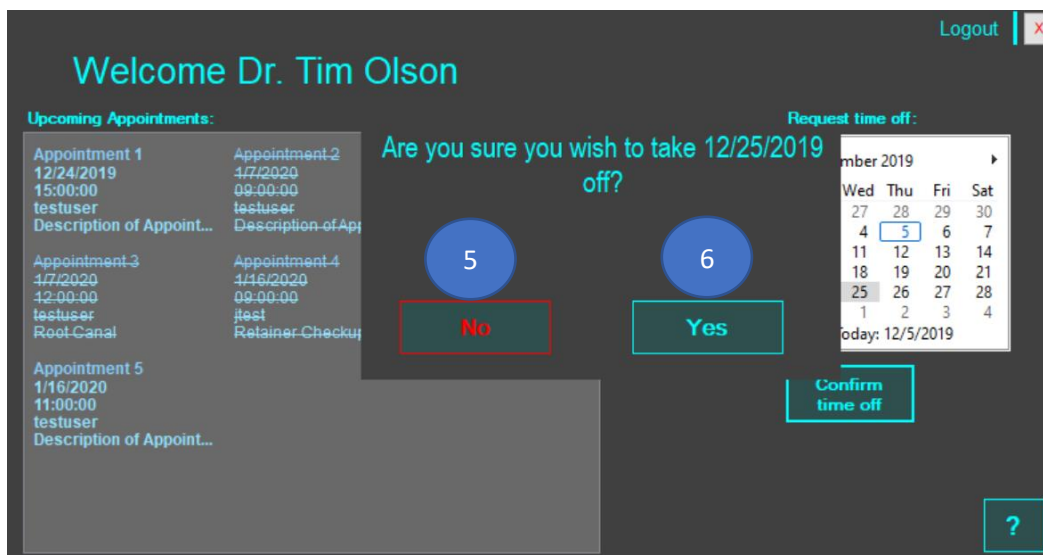 Logout
X
Welcome Dr. Tim Olson
Upcoming Appointments:
Request time off:
Appointment 1
12/24/2019
15:00:00
testuser
Description of Appoint...
Appointment 2
1/7/2020
09:00:00
testuser
Description of App
Appointment 3
1/7/2020
12:00:00
testuser
Root Canal
Appointment 4
1/16/2020
09:00:00
jtest
Retainer Checkup
Appointment 5
1/16/2020
11:00:00
testuser
Description of Appoint...
Are you sure you wish to take 12/25/2019
off?
5
6
No
Yes
mber 2019
Wed Thu Fri Sat
27 28 29 30
4 5 6 7
11 12 13 14
18 19 20 21
25 26 27 28
1 2 3 4
oday: 12/5/2019
Confirm
time off
?